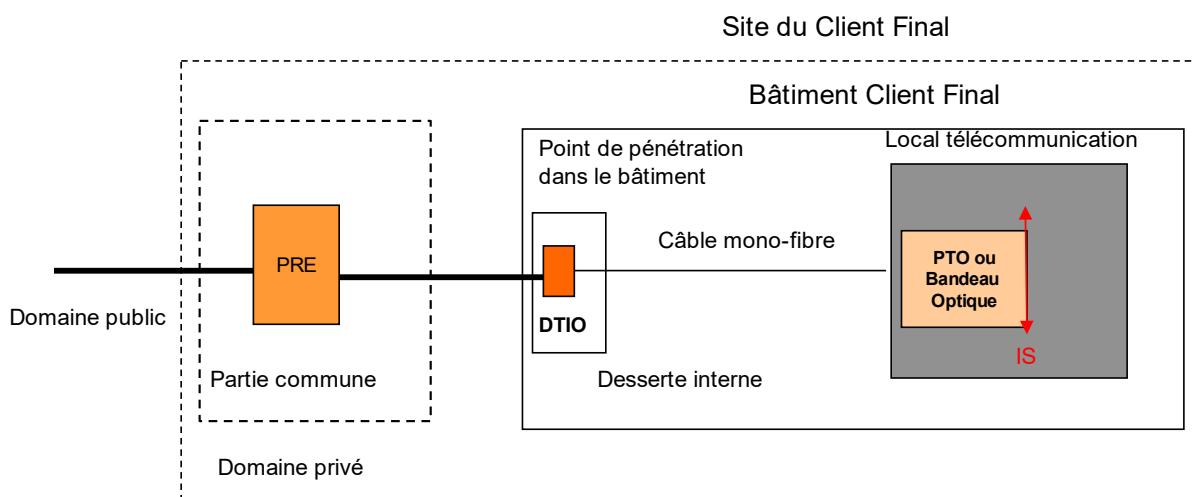 Site du Client Final
Bâtiment Client Final
Point de pénétration
dans le bâtiment
Local télécommunication
Câble mono-fibre
PRE
PTO ou
Bandeau
Optique
Domaine public
DTIO
IS
Partie commune
Desserte interne
Domaine privé